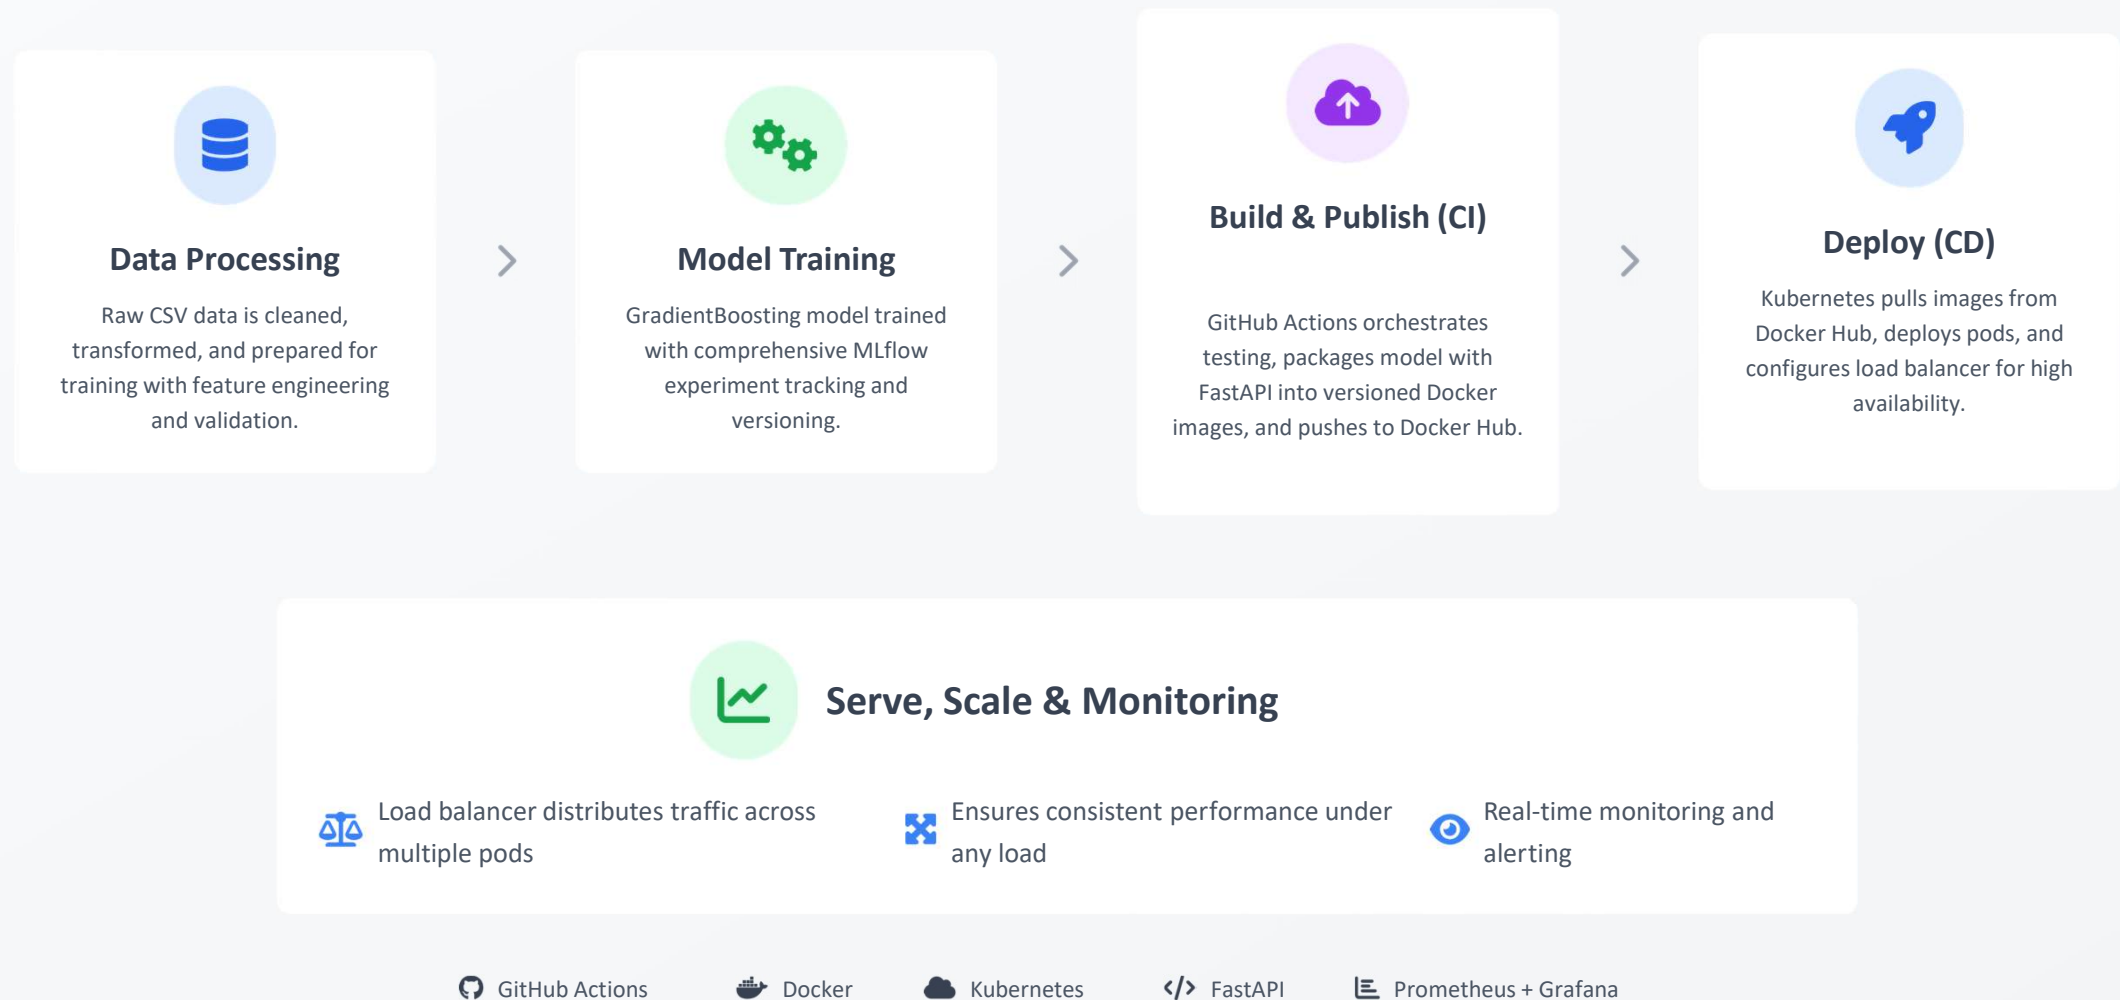 Data Processing
Raw CSV data is cleaned,
transformed, and prepared for
training with feature engineering
and validation.
Model Training
GradientBoosting model trained
with comprehensive MLflow
experiment tracking and
versioning.
Build & Publish (CI)
GitHub Actions orchestrates
testing, packages model with
FastAPI into versioned Docker
images, and pushes to Docker Hub.
Deploy (CD)
Kubernetes pulls images from
Docker Hub, deploys pods, and
configures load balancer for high
availability.
Serve, Scale & Monitoring
Load balancer distributes traffic across
multiple pods
Ensures consistent performance under
any load
Real-time monitoring and
alerting
GitHub Actions
Docker
Kubernetes
FastAPI
Prometheus + Grafana